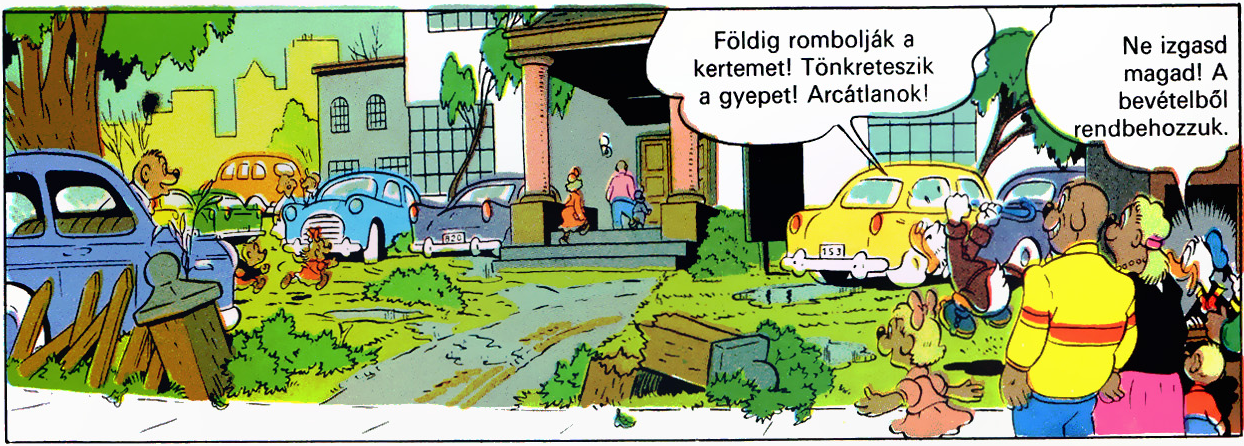 Földig rombolják a
kertemet! Tönkreteszik
a gyepet! Arcátlanok!
Ne izgasd
magad! A
bevételből
rendbehozzuk.
820
153